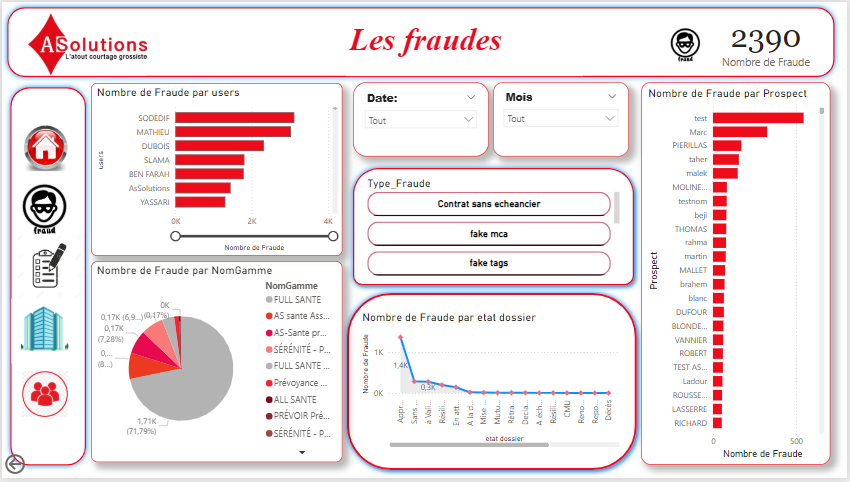 ASolutions
L'atout courtage grossiste
Les fraudes
fraud
2390
Nombre de Fraude
fraud
Nombre de Fraude par users
users
SODEDIF
MATHIEU
DUBOIS
SLAMA
BEN FARAH
AsSolutions
YASSARI
0K
2K
4K
Nombre de Fraude
Nombre de Fraude par NomGamme
0K
(0,17%)
0,17K (6,9...)
0,17K
(7,28%)
0,...
(8...)
1,71K
(71,79%)
NomGamme
FULL SANTE
AS sante Ass...
AS-Sante pr...
SÉRÉNITÉ - P...
FULL SANTE ...
Prévoyance ...
ALL SANTE
PRÉVOIR Pré...
SÉRÉNITÉ - P...
Date:
Tout
Mois
Tout
Type_Fraude
Contrat sans echeancier
fake mca
fake tags
Nombre de Fraude par etat dossier
Nombre de Fraude
1K
0K
1,4K
0,3K
Appr...
Sans ...
à Vali...
Résili...
En att...
A la d...
Mise ...
Mutu...
Rétra...
Decla...
A éch...
Résili...
CMU
Reno...
Repo...
Décès
etat dossier
Nombre de Fraude par Prospect
Prospect
test
Marc
PIERILLAS
taher
malek
MOLINE...
testnom
beji
THOMAS
rahma
martin
MALLET
brahem
blanc
DUFOUR
BLONDE...
VANNIER
ROBERT
TEST AS...
Ladour
ROUSSE...
LASSERRE
RICHARD
0
500
Nombre de Fraude